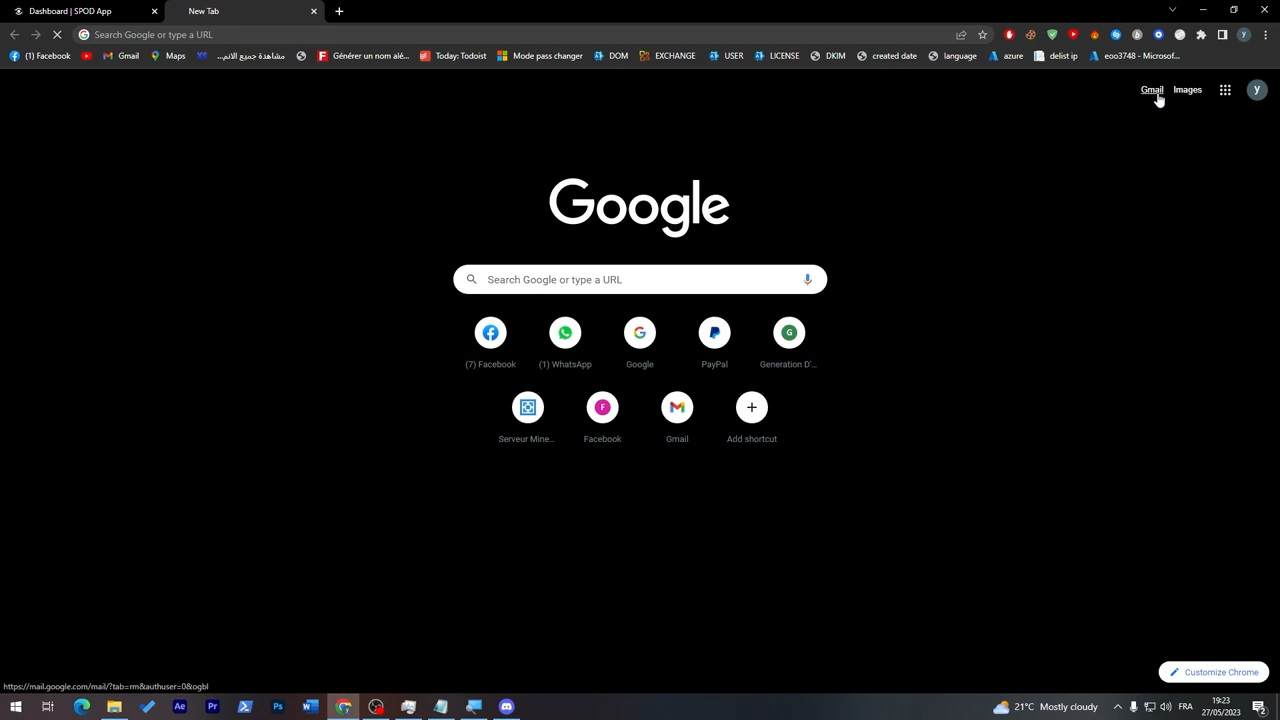 Dashboard | SPOD App
New Tab
Search Google or type a URL
(1) Facebook
Gmail
Maps
مشاهدة جميع الانم...
Générer un nom alé...
Today: Todoist
Mode pass changer
DOM
EXCHANGE
USER
LICENSE
DKIM
created date
language
azure
delist ip
eoo3748 - Microsof...
Gmail
Images
y
Google
Search Google or type a URL
(7) Facebook
(1) WhatsApp
Google
PayPal
Generation D'...
Serveur Mine...
Facebook
Gmail
Add shortcut
Customize Chrome
https://mail.google.com/mail/?tab=rm&authuser=0&ogbl
21°C Mostly cloudy
FRA
19:23
27/05/2023